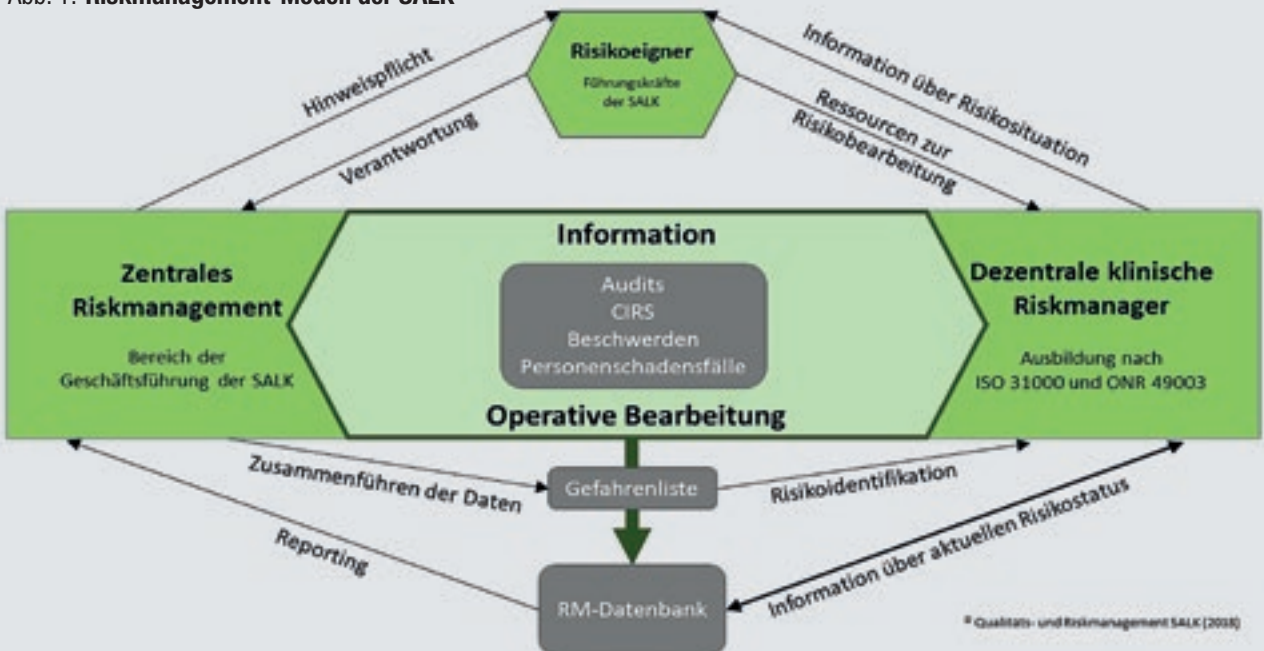 Abb. 1: Riskmanagement-Modell der SALK
Risikoeigner
Führungskräfte
der SALK
Hinweispflicht
Verantwortung
Information über Risikosituation
Ressourcen zur
Risikobearbeitung
Zentrales
Riskmanagement
Bereich der
Geschäftsführung der SALK
Information
Audits
CIRS
Beschwerden
Personenschadensfälle
Operative Bearbeitung
Dezentrale klinische
Riskmanager
Ausbildung nach
ISO 31000 und ONR 49003
Zusammenführen der Daten
Gefahrenliste
Risikoidentifikation
Reporting
RM-Datenbank
Information über aktuellen Risikostatus
Qualitäts- und Riskmanagement SALK (2018)